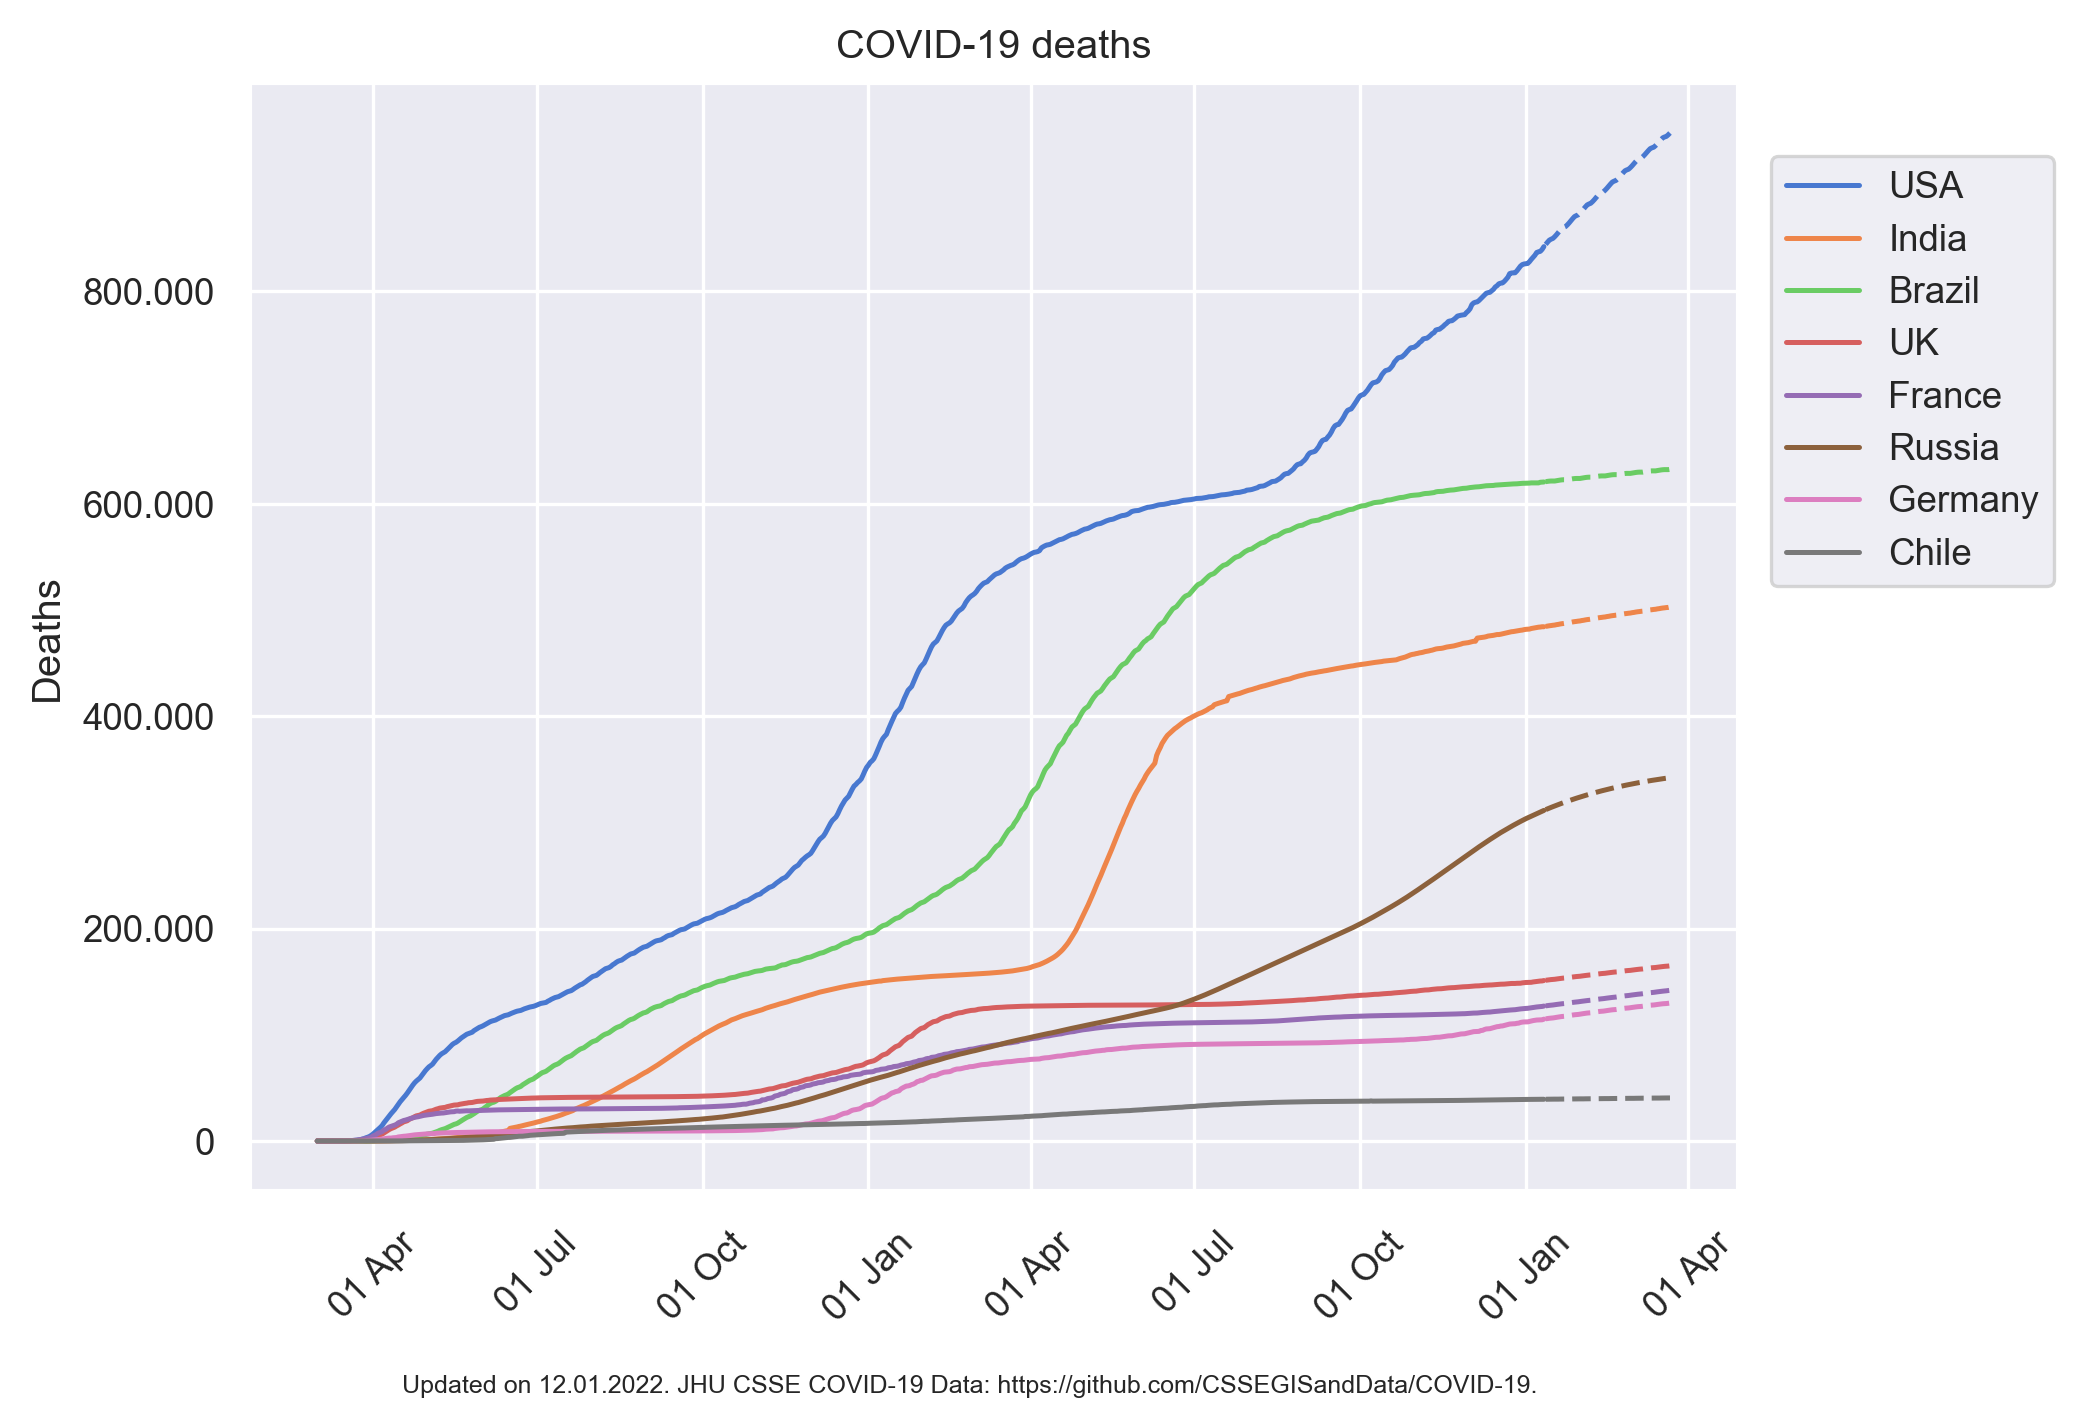 COVID-19 deaths
Deaths
800.000
600.000
400.000
200.000
0
01 Apr
01 Jul
01 Oct
01 Jan
01 Apr
01 Jul
01 Oct
01 Jan
01 Apr
USA
India
Brazil
UK
France
Russia
Germany
Chile
Updated on 12.01.2022. JHU CSSE COVID-19 Data: https://github.com/CSSEGISandData/COVID-19.